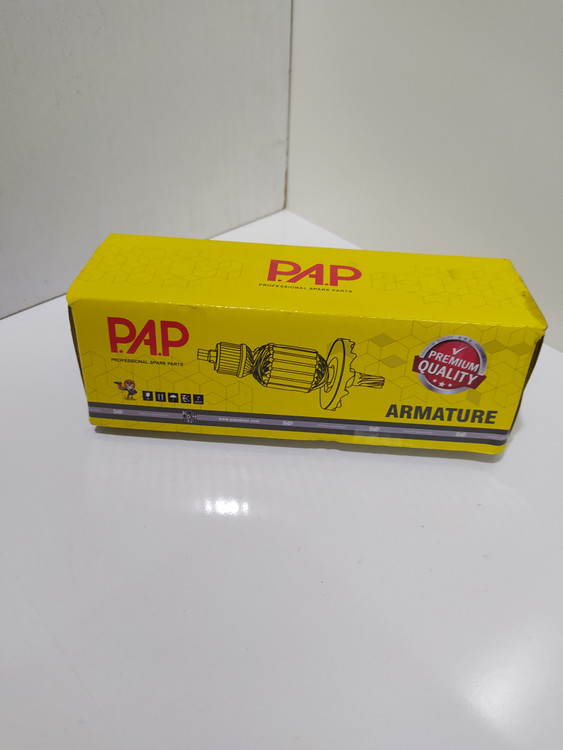 P.A.P
PROFESSIONAL SPARE PARTS
P.A.P
PROFESSIONAL SPARE PARTS
PREMIUM
QUALITY
ARMATURE